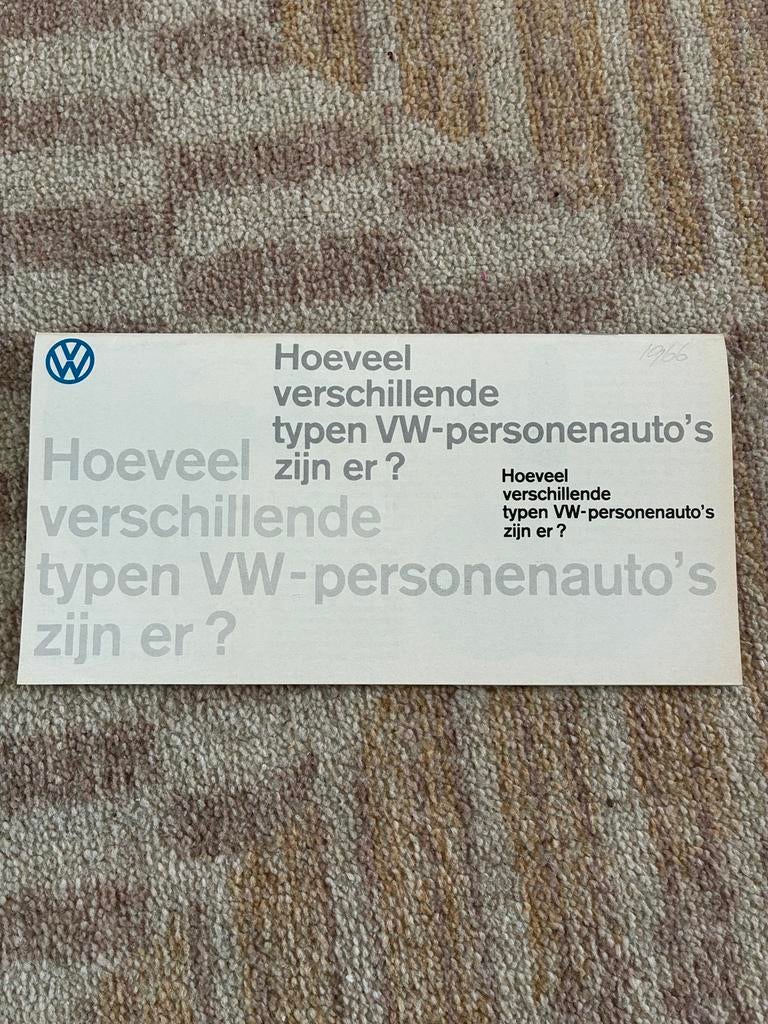 VW
Hoeveel
verschillende
typen VW-personenauto's
zijn er?
1966
Hoeveel
verschillende
typen VW-personenauto's
zijn er?
Hoeveel
verschillende
typen VW-personenauto's
zijn er?